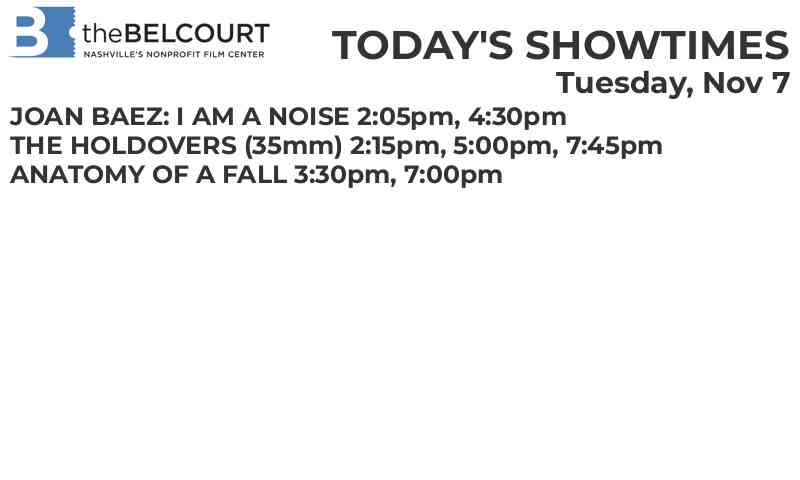 B theBELCOURT
NASHVILLE'S NONPROFIT FILM CENTER
TODAY'S SHOWTIMES
Tuesday, Nov 7
JOAN BAEZ: I AM A NOISE 2:05pm, 4:30pm
THE HOLDOVERS (35mm) 2:15pm, 5:00pm, 7:45pm
ANATOMY OF A FALL 3:30pm, 7:00pm